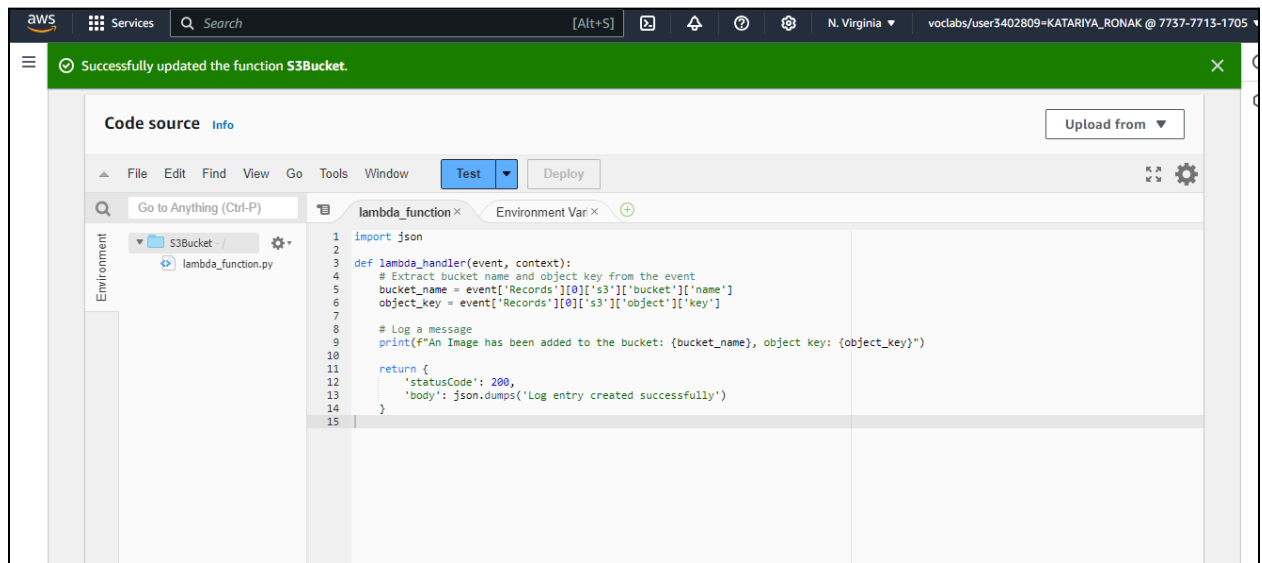 aws Services Search [Alt+S] N. Virginia ▼ voclabs/user3402809=KATARIYA_RONAK @ 7737-7713-1705 ▼
Successfully updated the function S3Bucket.
Code source Info Upload from ▼
File Edit Find View Go Tools Window Test Deploy
Go to Anything (Ctrl-P) lambda_function × Environment Vari ×
Environment
S3Bucket - /
lambda_function.py
1 import json
2
3 def lambda_handler(event, context):
4     # Extract bucket name and object key from the event
5     bucket_name = event['Records'][0]['s3']['bucket']['name']
6     object_key = event['Records'][0]['s3']['object']['key']
7
8     # Log a message
9     print(f"An Image has been added to the bucket: {bucket_name}, object key: {object_key}")
10
11     return {
12         'statusCode': 200,
13         'body': json.dumps('Log entry created successfully')
14     }
15